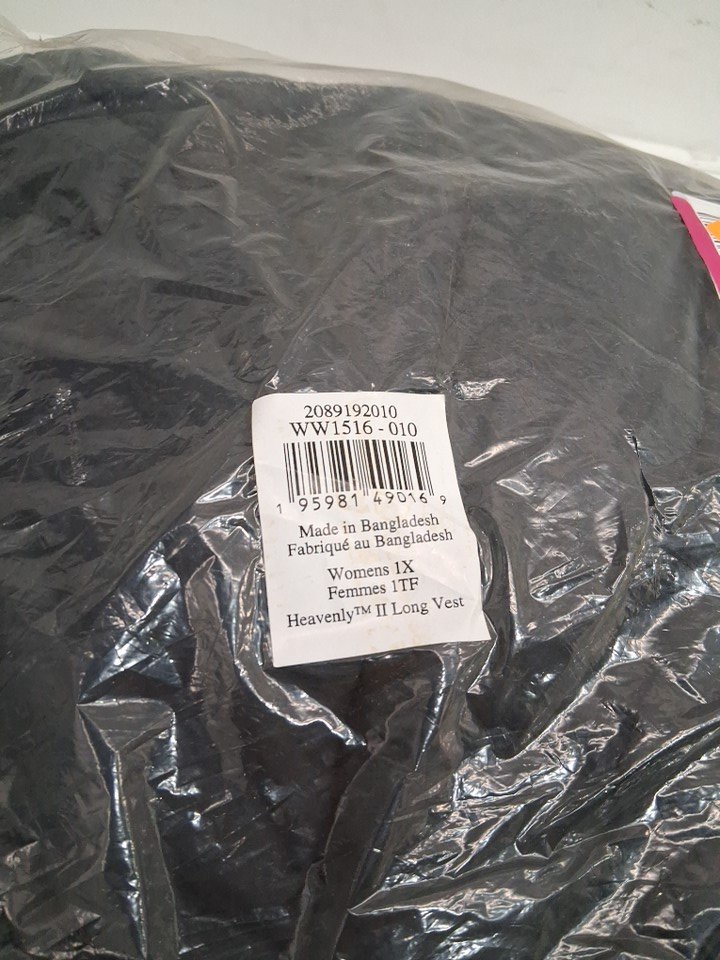 2089192010
WW1516 - 010
1 95981 49016 9
Made in Bangladesh
Fabriqué au Bangladesh
Womens 1X
Femmes 1TF
Heavenly™ II Long Vest